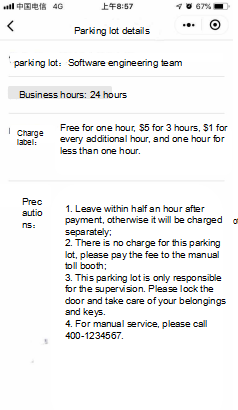 中国电信 4G 上午8:57 67%
Parking lot details
parking lot: Software engineering team
Business hours: 24 hours
Charge label:
Free for one hour, $5 for 3 hours, $1 for
every additional hour, and one hour for
less than one hour.
Prec
autio
ns:
1. Leave within half an hour after
payment, otherwise it will be charged
separately;
2. There is no charge for this parking
lot, please pay the fee to the manual
toll booth;
3. This parking lot is only responsible
for the supervision. Please lock the
door and take care of your belongings
and keys.
4. For manual service, please call
400-1234567.